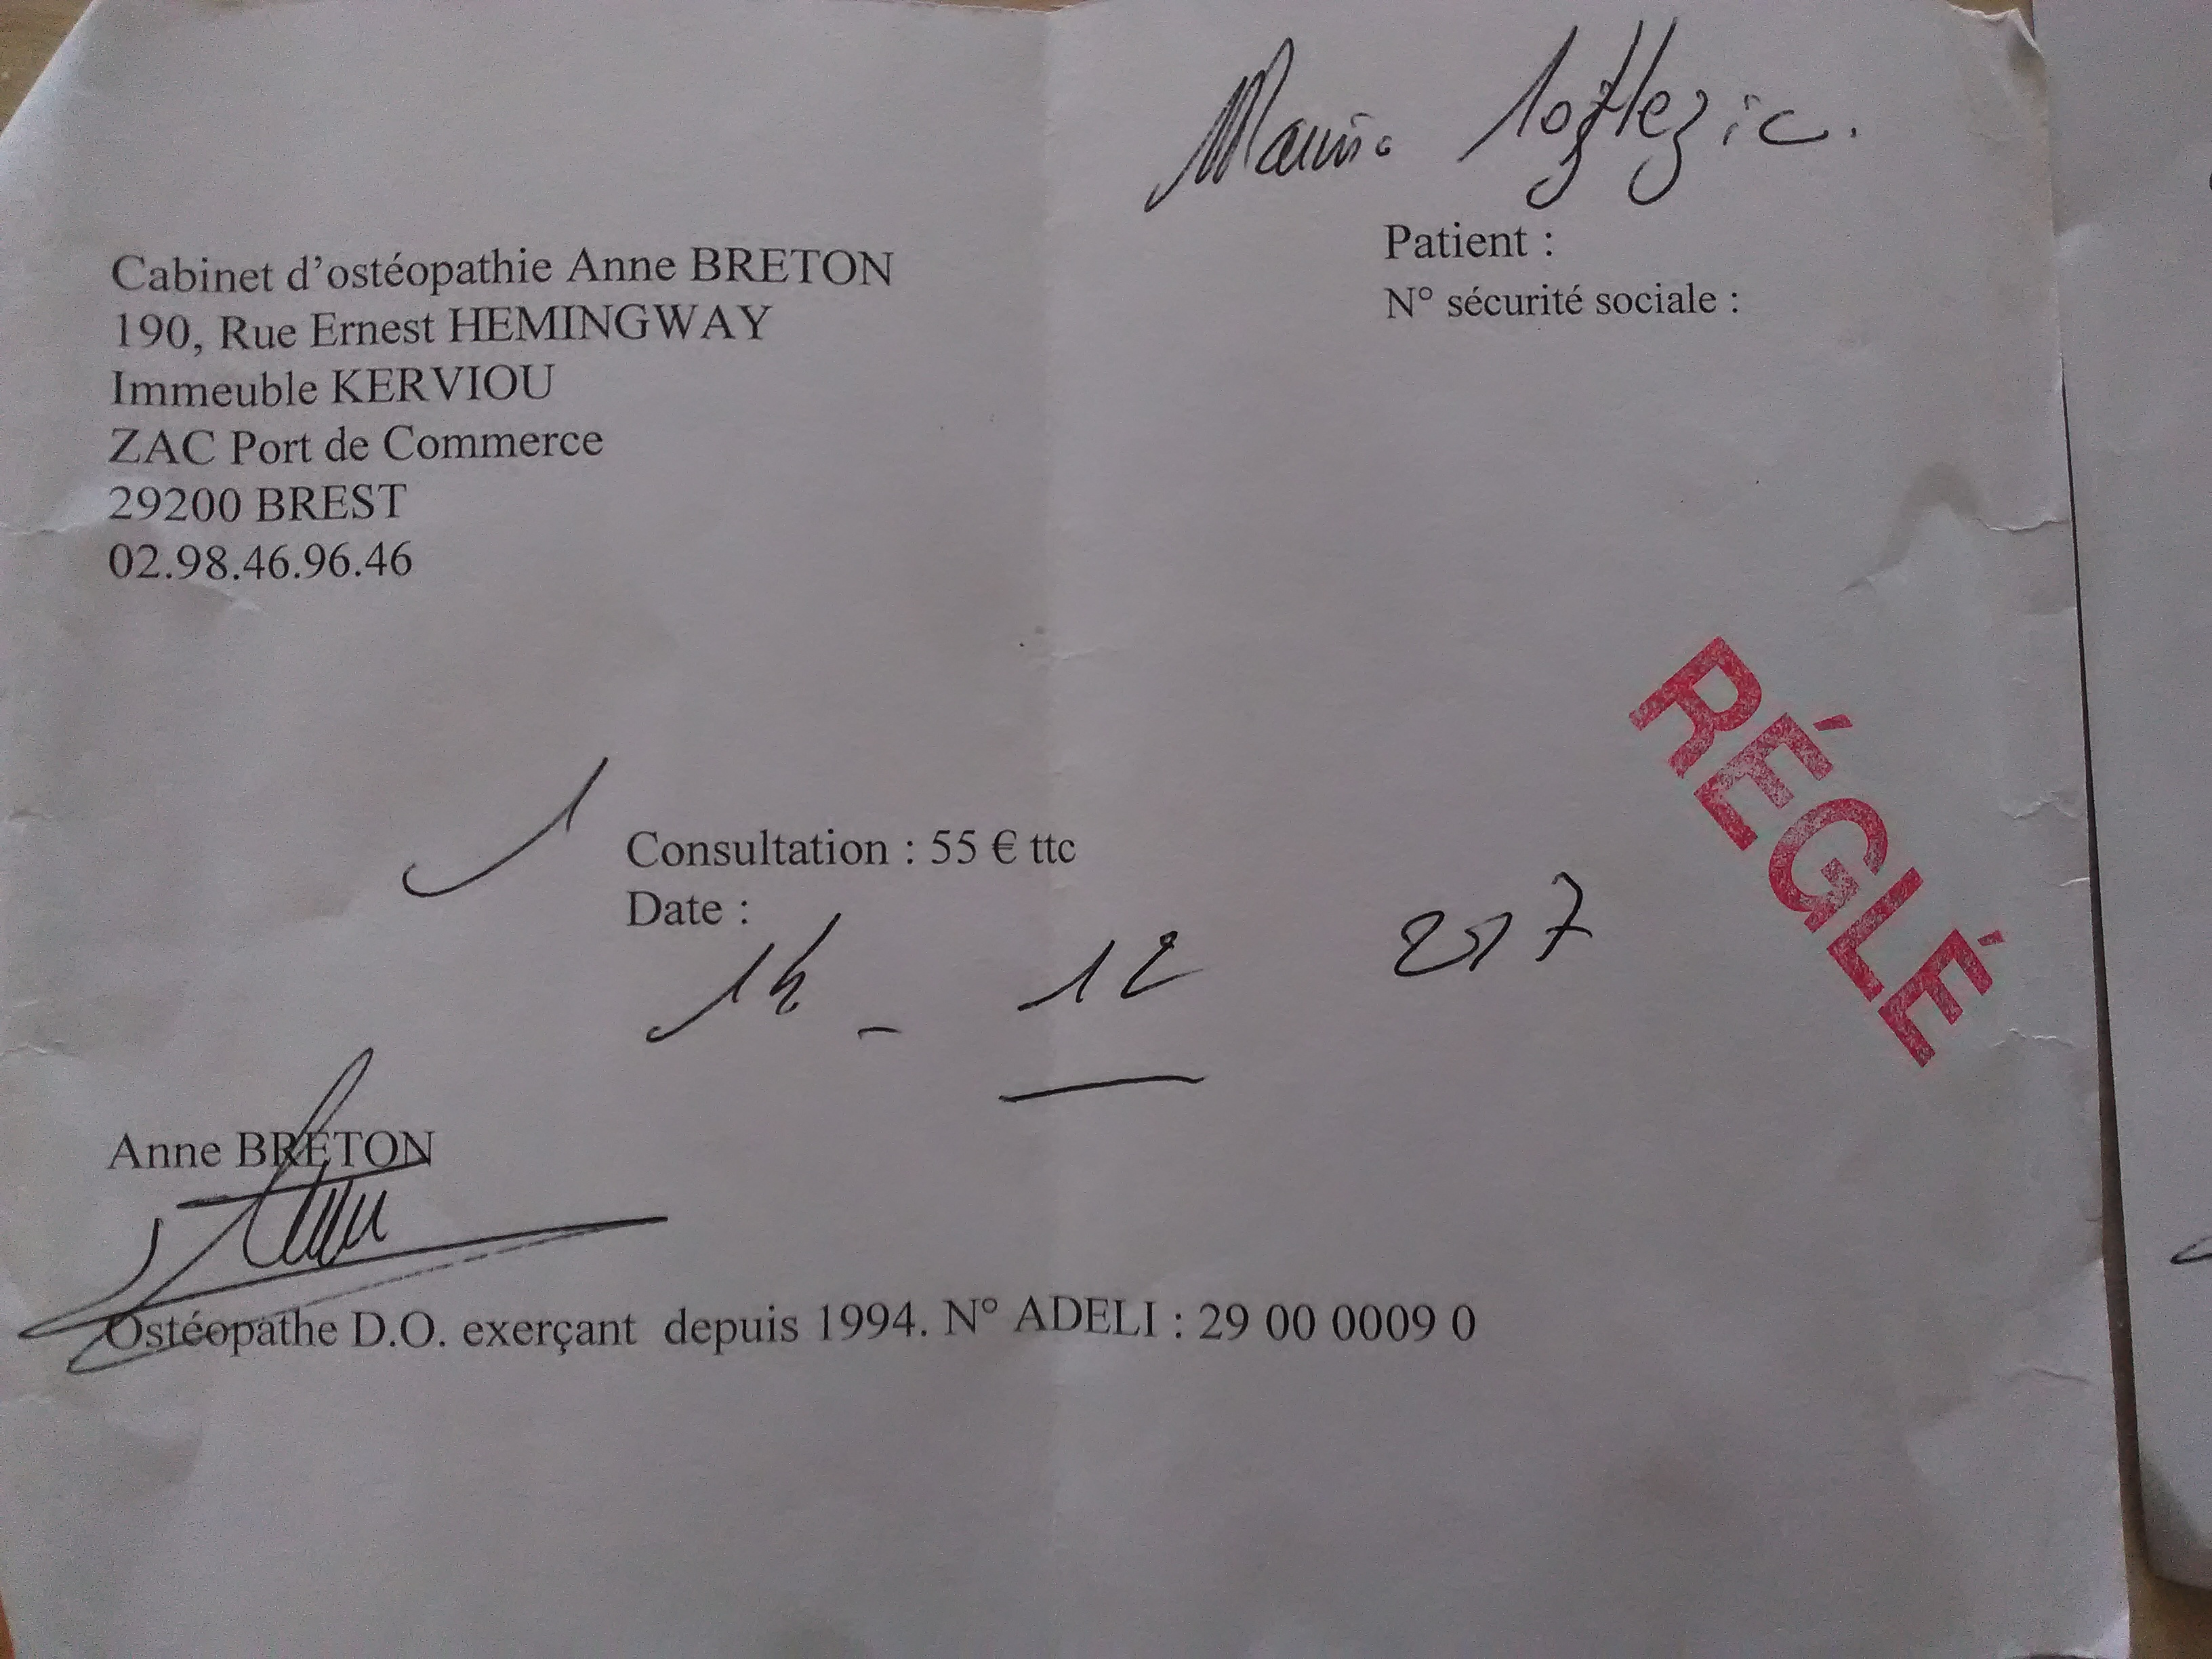 Cabinet d'ostéopathie Anne BRETON
190, Rue Ernest HEMINGWAY
Immeuble KERVIOU
ZAC Port de Commerce
29200 BREST
02.98.46.96.46
Patient :
N° sécurité sociale :
RÉGLÉ
1
Consultation : 55 € ttc
Date :
14 - 12 2017
Anne BRETON
Ostéopathe D.O. exerçant depuis 1994. N° ADELI : 29 00 0009 0